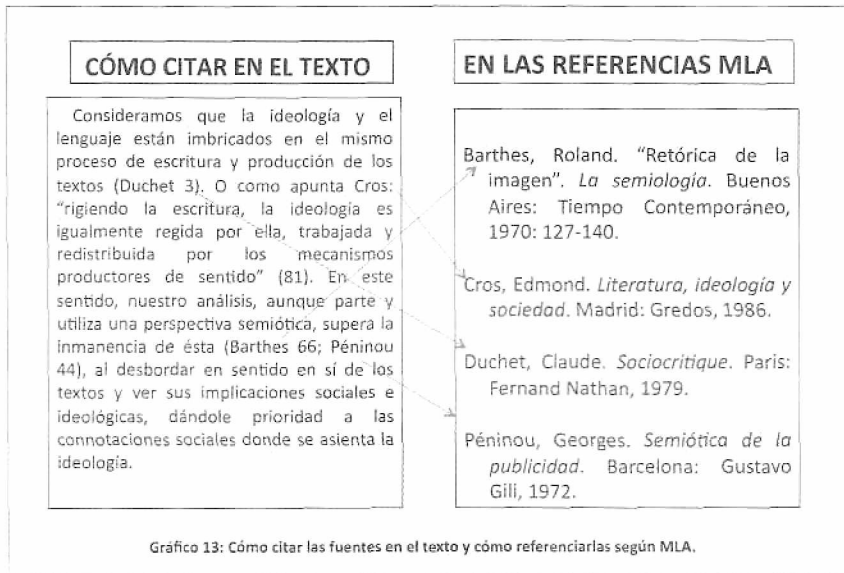 CÓMO CITAR EN EL TEXTO
Consideramos que la ideología y el
lenguaje están imbricados en el mismo
proceso de escritura y producción de los
textos (Duchet 3). O como apunta Cros:
"rigiendo la escritura, la ideología es
igualmente regida por ella, trabajada y
redistribuida por los mecanismos
productores de sentido" (81). En este
sentido, nuestro análisis, aunque parte y
utiliza una perspectiva semiótica, supera la
inmanencia de ésta (Barthes 66; Péninou
44), al desbordar en sentido en sí de los
textos y ver sus implicaciones sociales e
ideológicas, dándole prioridad a las
connotaciones sociales donde se asienta la
ideología.
EN LAS REFERENCIAS MLA
Barthes, Roland. "Retórica de la
imagen". La semiología. Buenos
Aires: Tiempo Contemporáneo,
1970: 127-140.
Cros, Edmond. Literatura, ideología y
sociedad. Madrid: Gredos, 1986.
Duchet, Claude. Sociocritique. Paris:
Fernand Nathan, 1979.
Péninou, Georges. Semiótica de la
publicidad. Barcelona: Gustavo
Gili, 1972.
Gráfico 13: Cómo citar las fuentes en el texto y cómo referenciarlas según MLA.